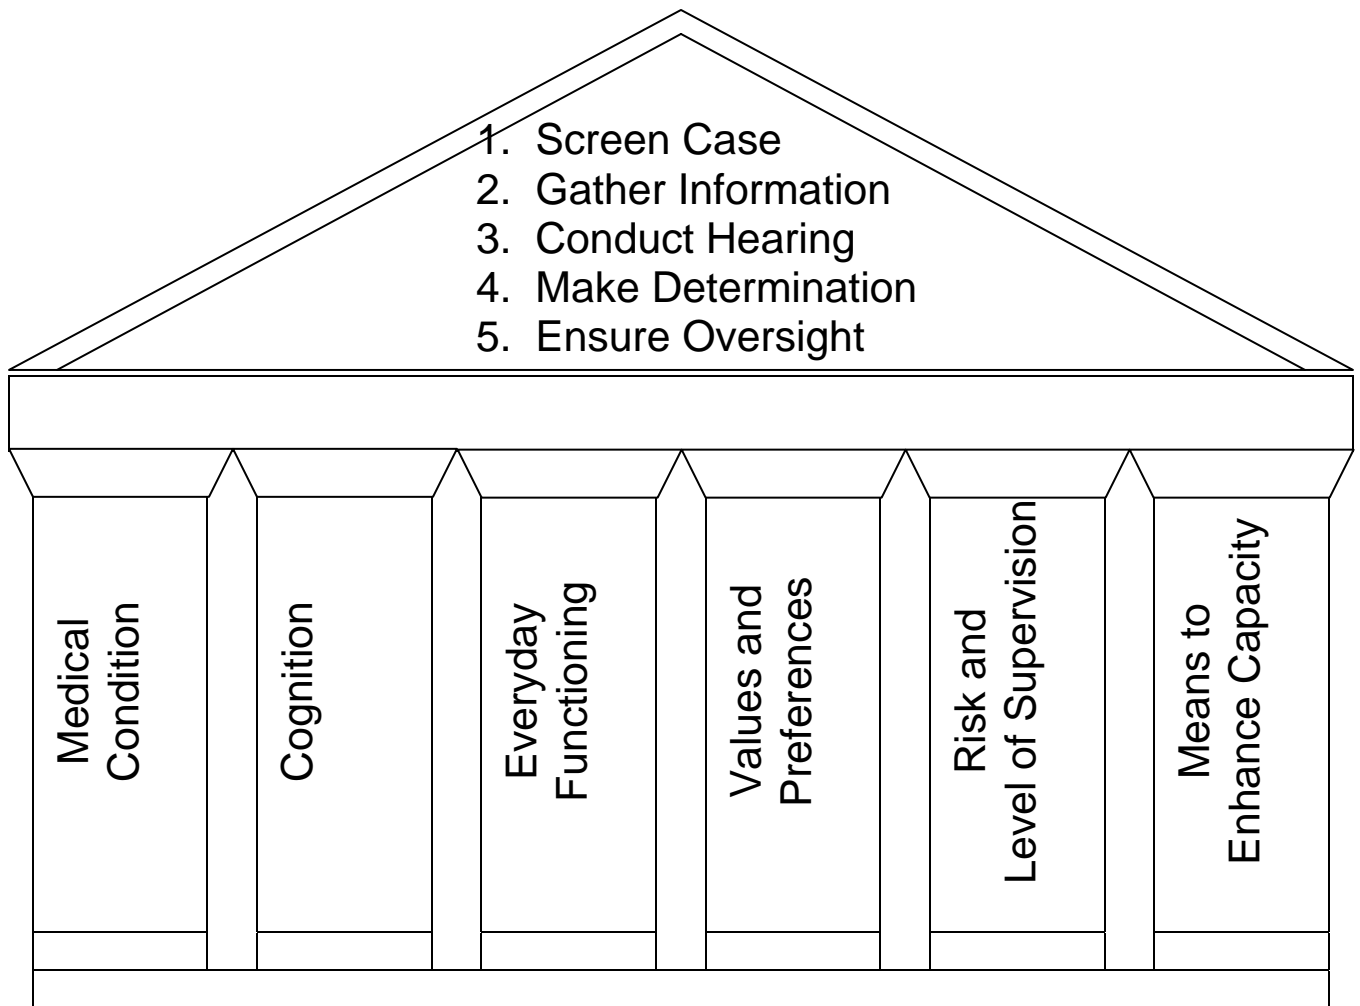 1. Screen Case
2. Gather Information
3. Conduct Hearing
4. Make Determination
5. Ensure Oversight
Medical
Condition
Cognition
Everyday
Functioning
Values and
Preferences
Risk and
Level of Supervision
Means to
Enhance Capacity